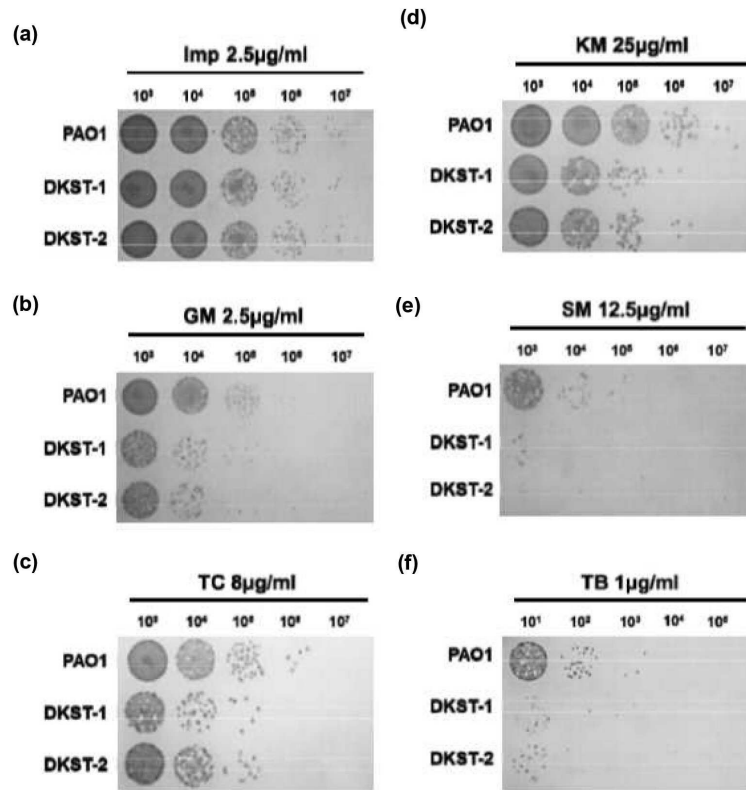 (a)
Imp 2.5µg/ml
10³ 10⁴ 10⁵ 10⁶ 10⁷
PAO1
DKST-1
DKST-2
(b)
GM 2.5µg/ml
10³ 10⁴ 10⁵ 10⁶ 10⁷
PAO1
DKST-1
DKST-2
(c)
TC 8µg/ml
10³ 10⁴ 10⁵ 10⁶ 10⁷
PAO1
DKST-1
DKST-2
(d)
KM 25µg/ml
10³ 10⁴ 10⁵ 10⁶ 10⁷
PAO1
DKST-1
DKST-2
(e)
SM 12.5µg/ml
10³ 10⁴ 10⁵ 10⁶ 10⁷
PAO1
DKST-1
DKST-2
(f)
TB 1µg/ml
10¹ 10² 10³ 10⁴ 10⁵
PAO1
DKST-1
DKST-2